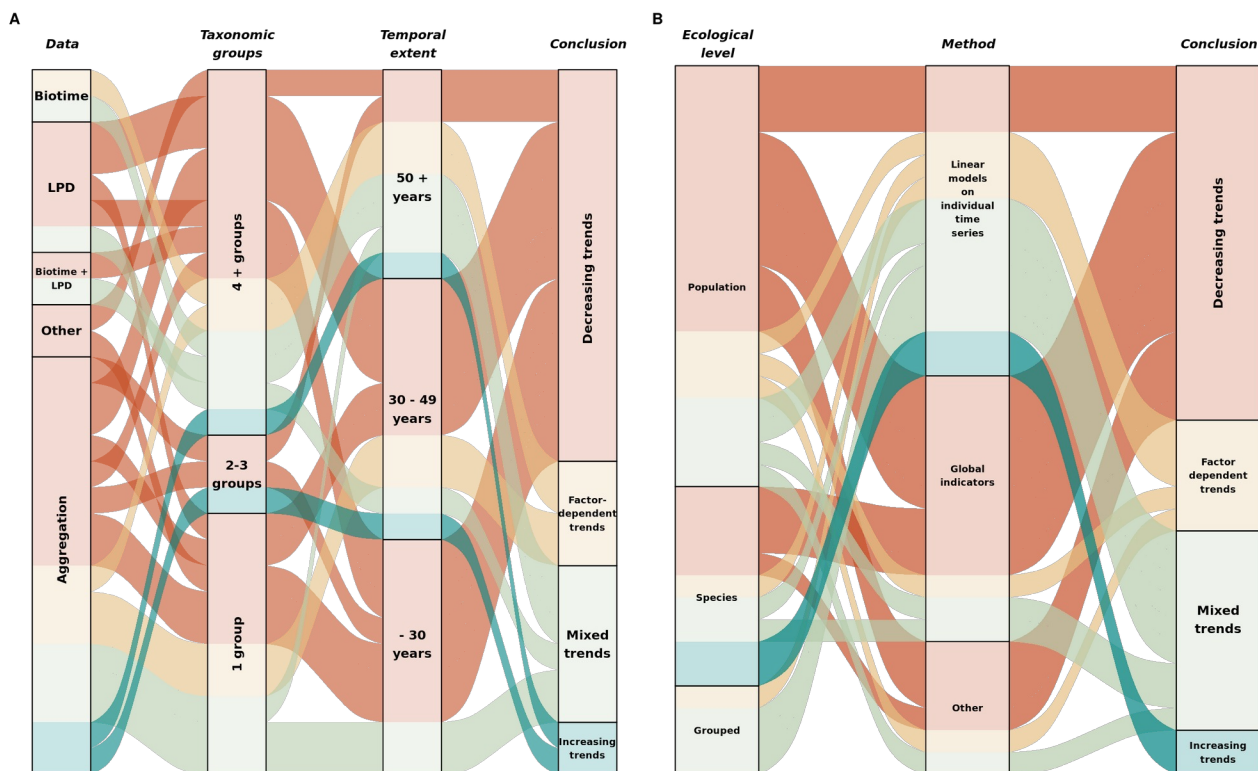 A
Data
Taxonomic
groups
Temporal
extent
Conclusion
Biotime
LPD
Biotime +
LPD
Other
Aggregation
4 + groups
2-3
groups
1 group
50 +
years
30 - 49
years
- 30
years
Decreasing trends
Factor-
dependent
trends
Mixed
trends
Increasing
trends
B
Ecological
level
Method
Conclusion
Population
Species
Grouped
Linear
models
on
individual
time
series
Global
indicators
Other
Decreasing trends
Factor
dependent
trends
Mixed
trends
Increasing
trends